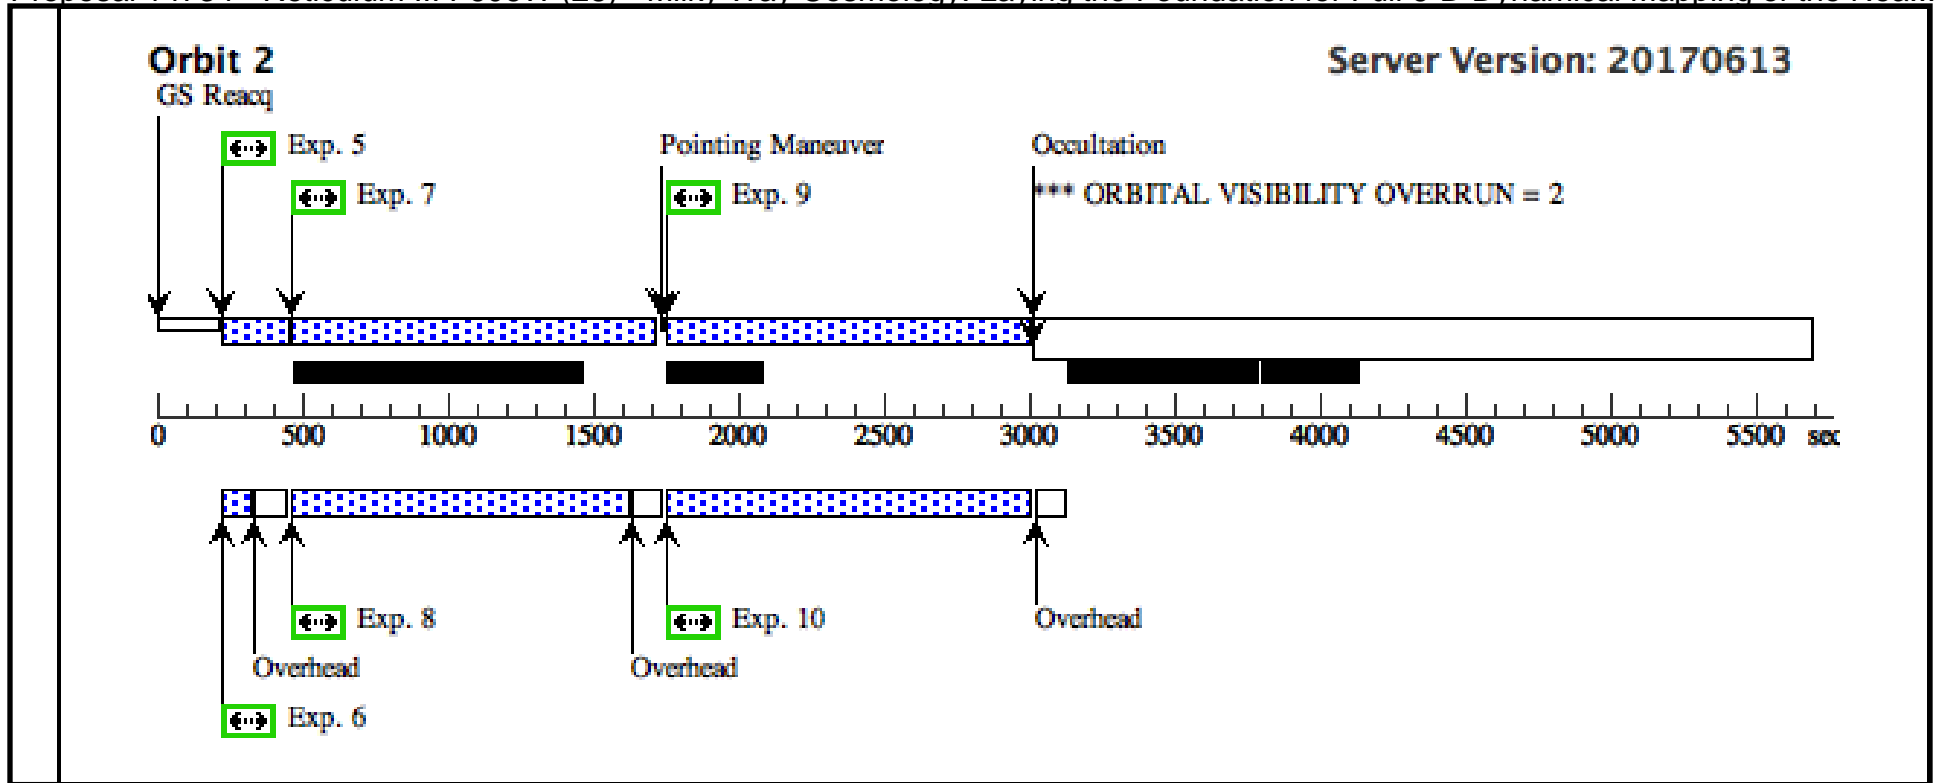 Orbit 2
Server Version: 20170613
GS Reacq
Exp. 5
Pointing Maneuver
Occultation
Exp. 7
Exp. 9
*** ORBITAL VISIBILITY OVERRUN = 2
0 500 1000 1500 2000 2500 3000 3500 4000 4500 5000 5500 sec
Exp. 8
Exp. 10
Overhead
Overhead
Overhead
Exp. 6